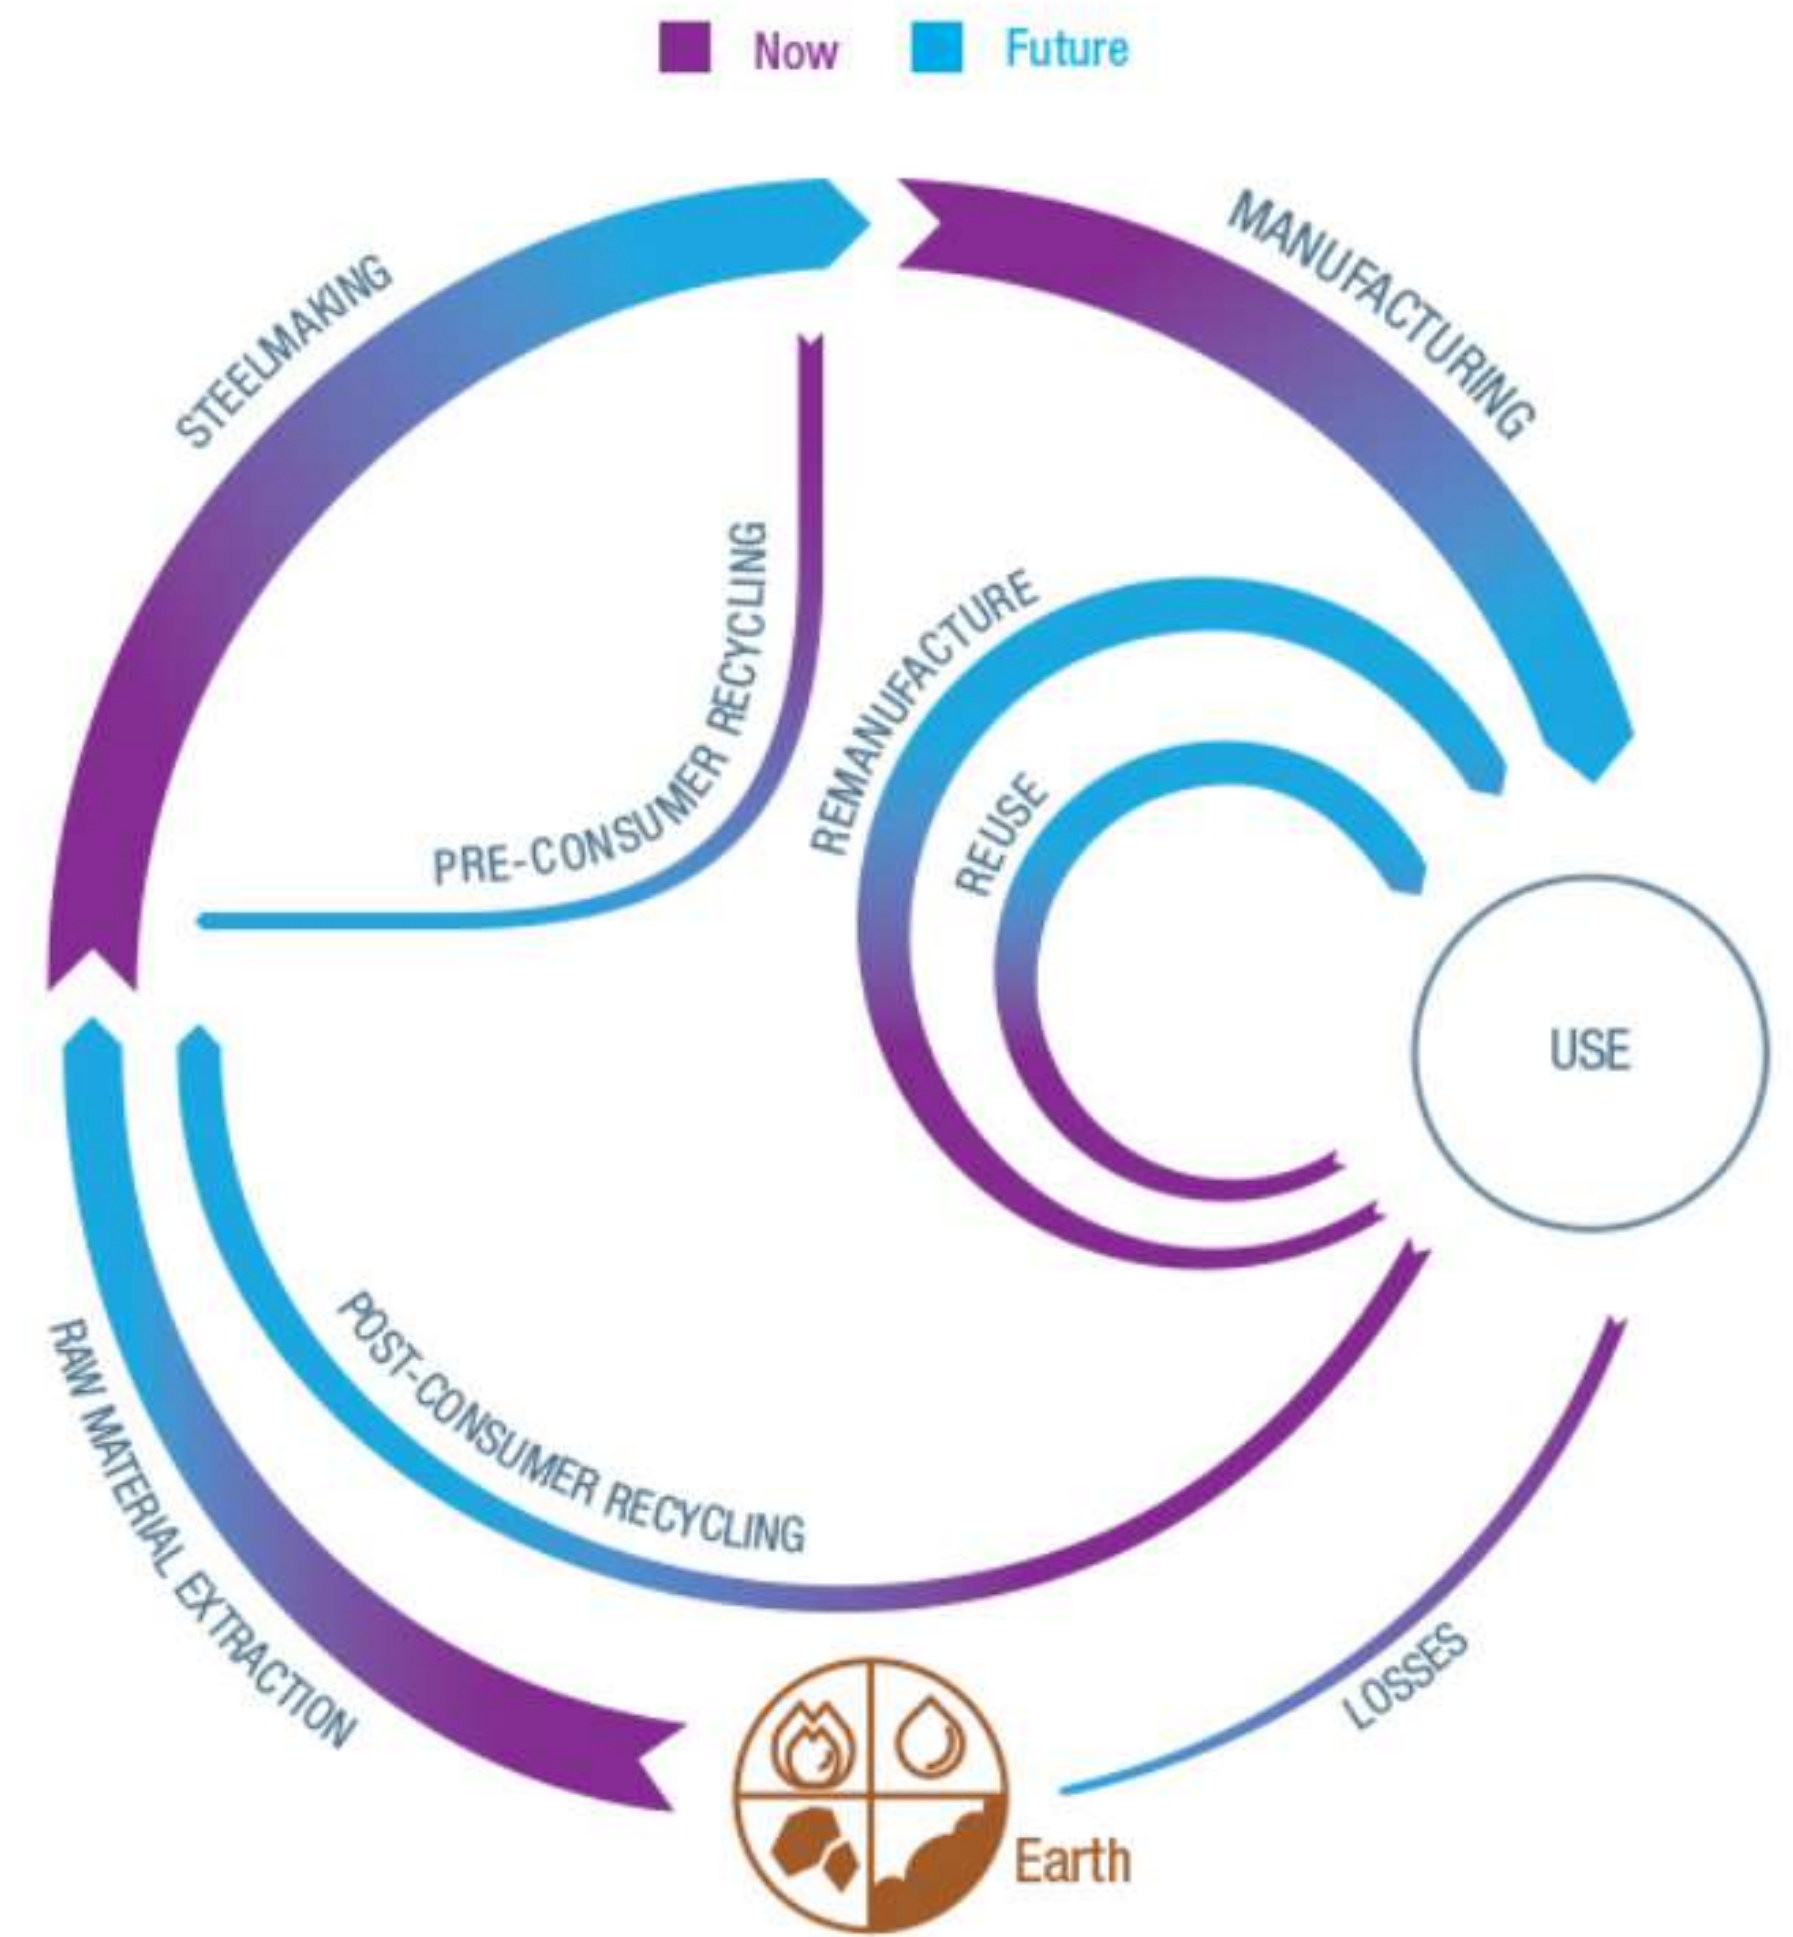 Now
Future
STEELMAKING
MANUFACTURING
PRE-CONSUMER RECYCLING
REMANUFACTURE
REUSE
USE
POST-CONSUMER RECYCLING
RAW MATERIAL EXTRACTION
LOSSES
Earth